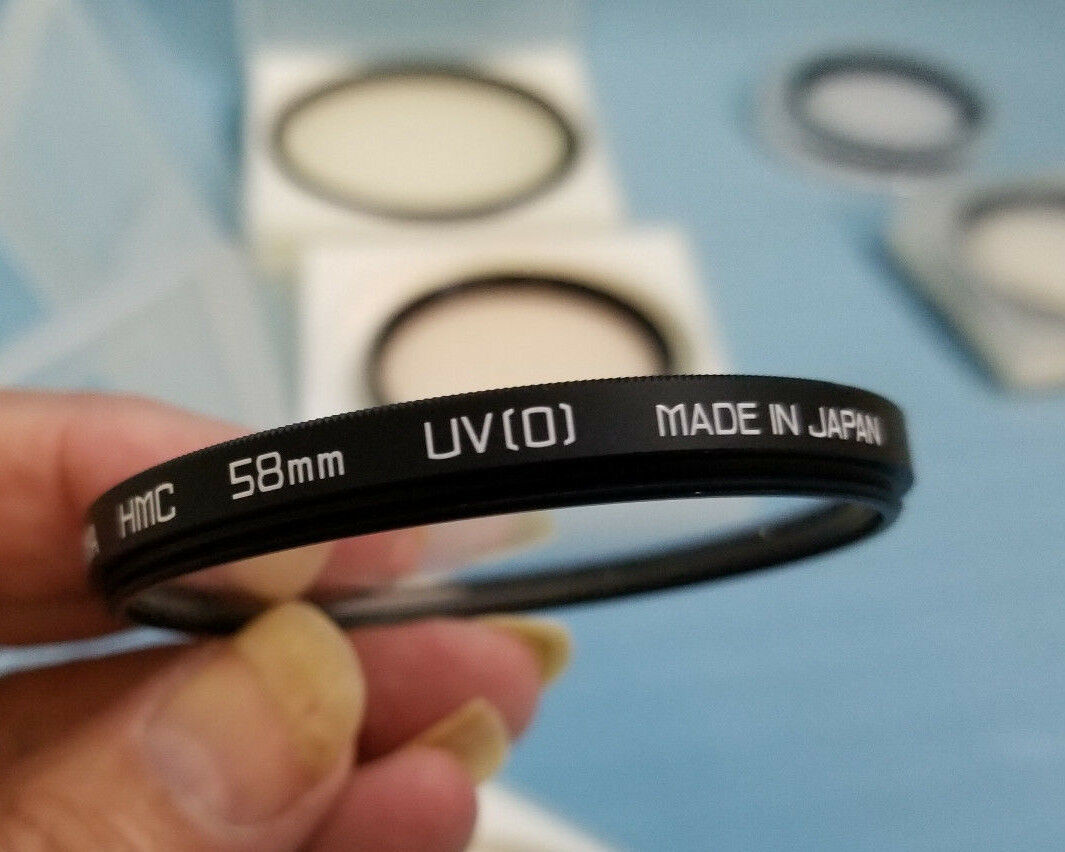 HMC 58mm UV(0) MADE IN JAPAN